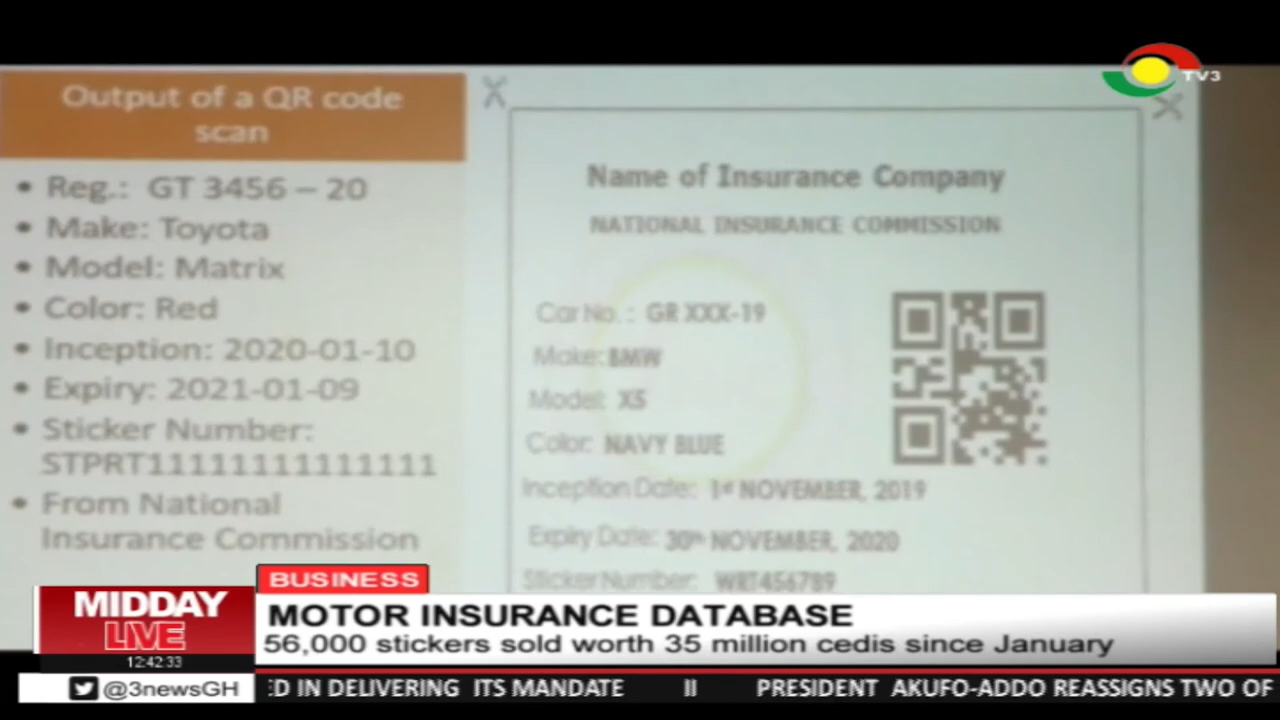 TV3
Output of a QR code
scan
• Reg.: GT 3456 – 20
• Make: Toyota
• Model: Matrix
• Color: Red
• Inception: 2020-01-10
• Expiry: 2021-01-09
• Sticker Number:
STPRT11111111111111
• From National
Insurance Commission
Name of Insurance Company
NATIONAL INSURANCE COMMISSION
Car No. : GR XXX-19
Make: BMW
Model: X5
Color: NAVY BLUE
Inception Date: 1st NOVEMBER, 2019
Expiry Date: 30th NOVEMBER, 2020
Sticker Number: WRT456789
BUSINESS
MIDDAY
LIVE
12:42:33
MOTOR INSURANCE DATABASE
56,000 stickers sold worth 35 million cedis since January
@3newsGH
ED IN DELIVERING ITS MANDATE II PRESIDENT AKUFO-ADDO REASSIGNS TWO OF